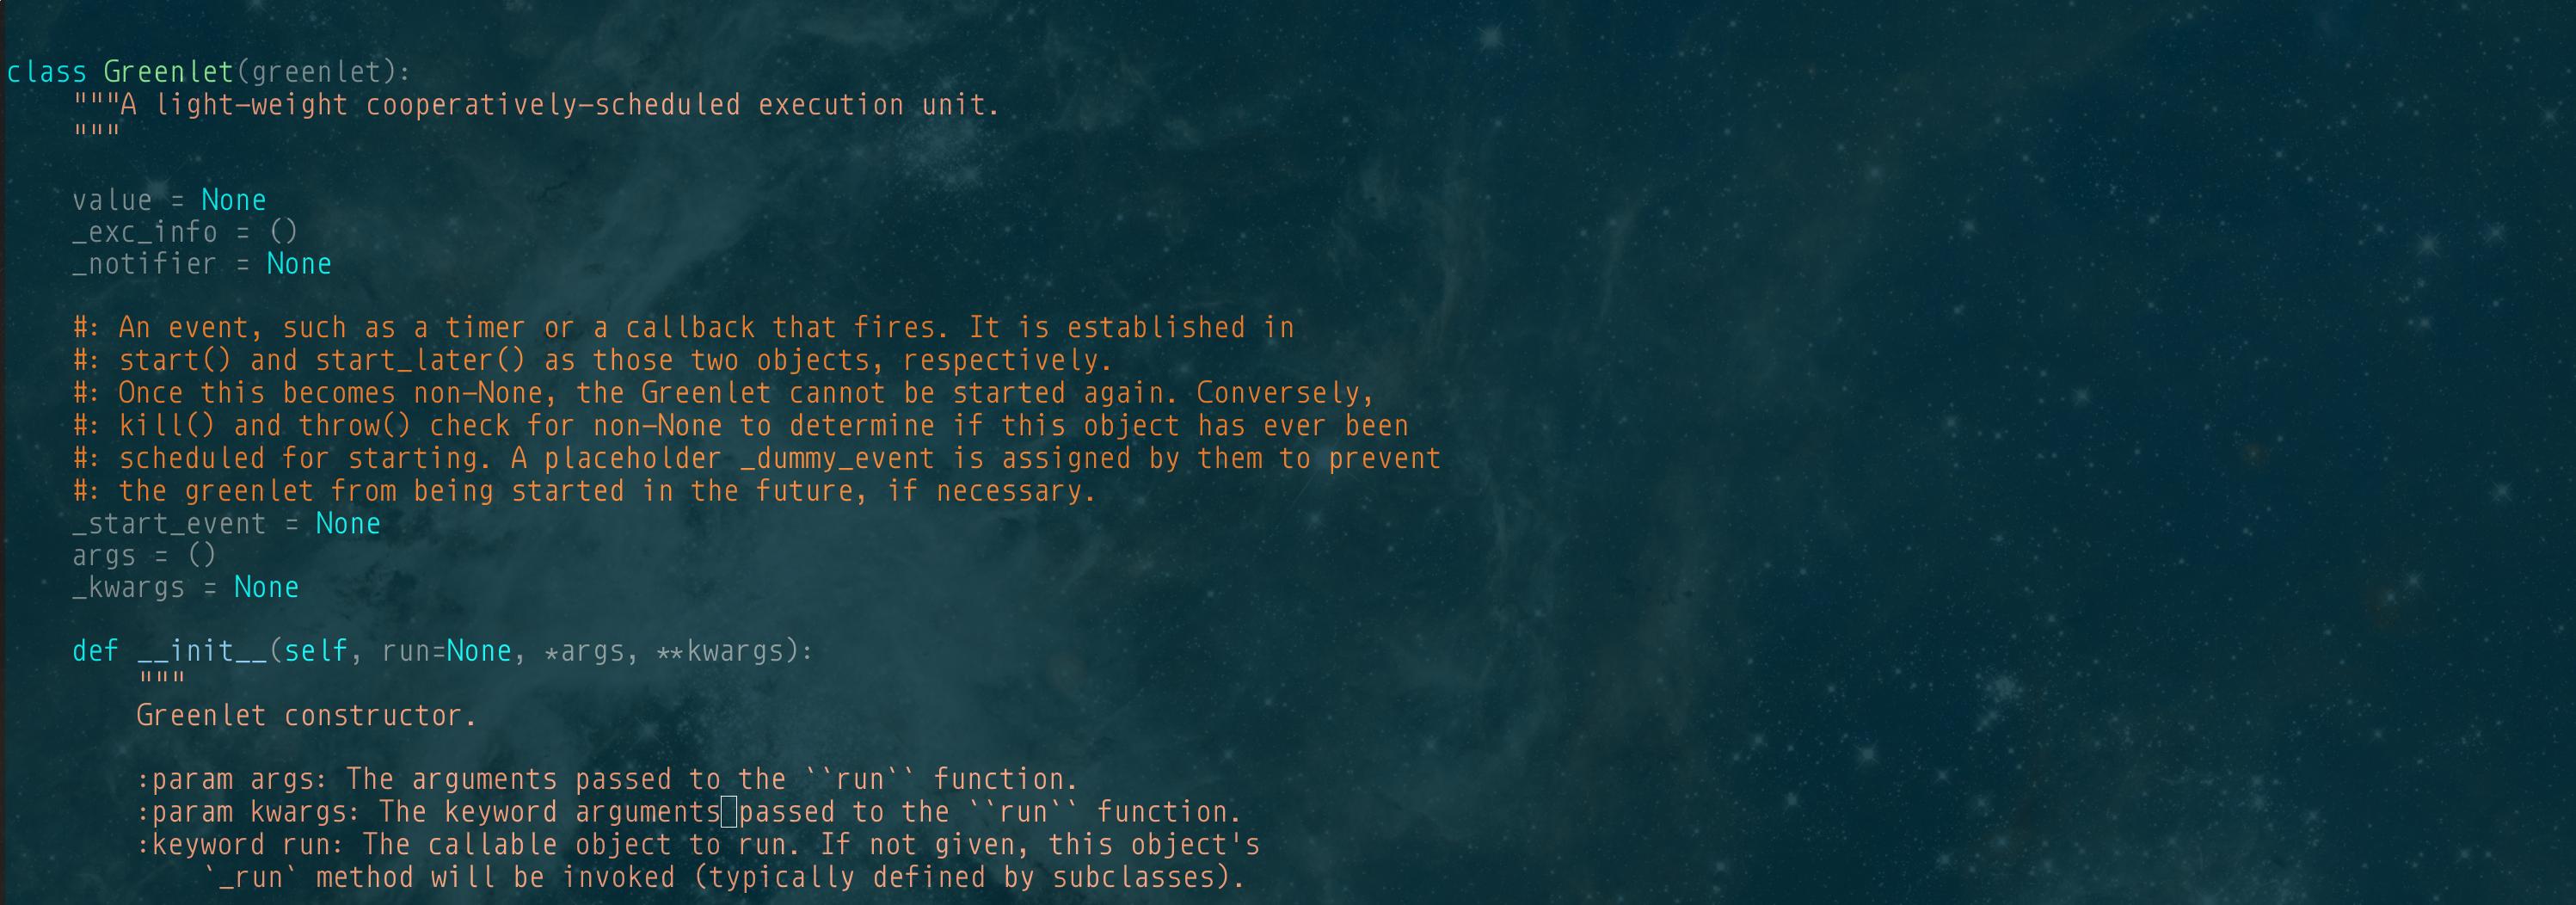 class Greenlet(greenlet):
    """A light-weight cooperatively-scheduled execution unit.
    """

    value = None
    _exc_info = ()
    _notifier = None

    #: An event, such as a timer or a callback that fires. It is established in
    #: start() and start_later() as those two objects, respectively.
    #: Once this becomes non-None, the Greenlet cannot be started again. Conversely,
    #: kill() and throw() check for non-None to determine if this object has ever been
    #: scheduled for starting. A placeholder _dummy_event is assigned by them to prevent
    #: the greenlet from being started in the future, if necessary.
    _start_event = None
    args = ()
    _kwargs = None

    def __init__(self, run=None, *args, **kwargs):
        """
        Greenlet constructor.

        :param args: The arguments passed to the ``run`` function.
        :param kwargs: The keyword arguments passed to the ``run`` function.
        :keyword run: The callable object to run. If not given, this object's
            `_run` method will be invoked (typically defined by subclasses).